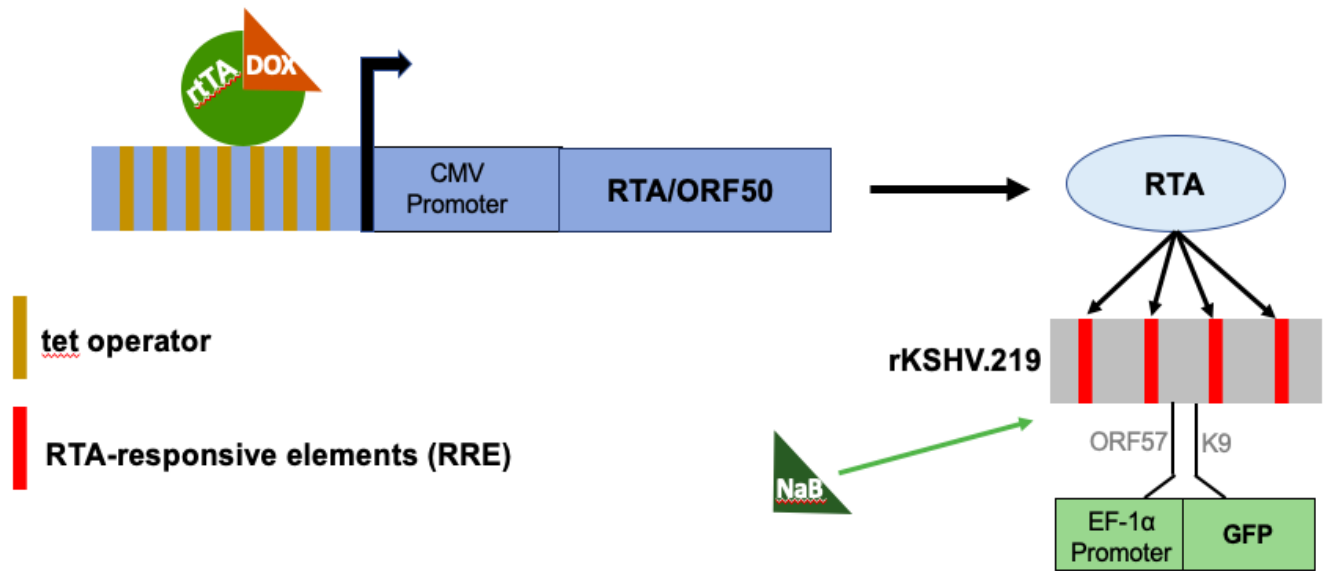 rtTA
DOX
CMV
Promoter
RTA/ORF50
RTA
tet operator
rKSHV.219
RTA-responsive elements (RRE)
ORF57
K9
NaB
EF-1α
Promoter
GFP